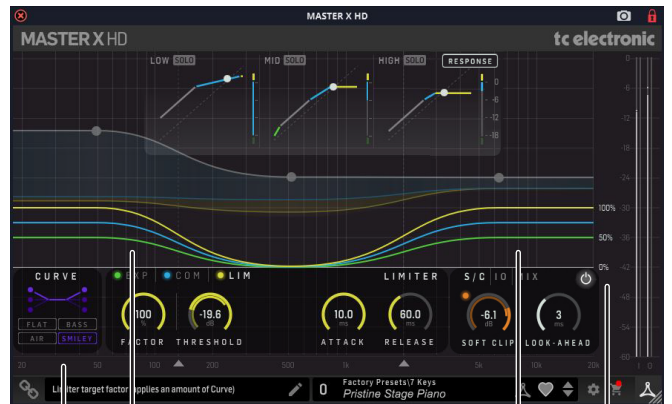 MASTER X HD
MASTER X HD
tc electronic
LOW SOLO MID SOLO HIGH SOLO RESPONSE
0
0
-6
-6
-12
-12
-18
-18
-24
100% -30
50% -36
0% -42
-48
-54
-60
I O
CURVE
FLAT BASS
AIR SMILEY
EXP COM LIM LIMITER
100
%
FACTOR
-19.6
dB
THRESHOLD
10.0
ms
ATTACK
60.0
ms
RELEASE
S/C IO MIX
-6.1
dB
SOFT CLIP
3
ms
LOOK-AHEAD
20 50 100 200 500 1k 5k 10k 20k
Limiter target factor (applies an amount of Curve)
0 Factory Presets\7 Keys
Pristine Stage Piano